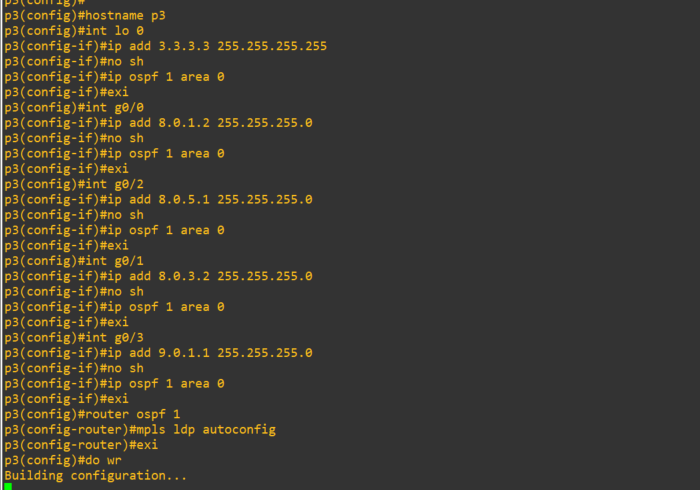 p3(config)#
p3(config)#hostname p3
p3(config)#int lo 0
p3(config-if)#ip add 3.3.3.3 255.255.255.255
p3(config-if)#no sh
p3(config-if)#ip ospf 1 area 0
p3(config-if)#exi
p3(config)#int g0/0
p3(config-if)#ip add 8.0.1.2 255.255.255.0
p3(config-if)#no sh
p3(config-if)#ip ospf 1 area 0
p3(config-if)#exi
p3(config)#int g0/2
p3(config-if)#ip add 8.0.5.1 255.255.255.0
p3(config-if)#no sh
p3(config-if)#ip ospf 1 area 0
p3(config-if)#exi
p3(config)#int g0/1
p3(config-if)#ip add 8.0.3.2 255.255.255.0
p3(config-if)#no sh
p3(config-if)#ip ospf 1 area 0
p3(config-if)#exi
p3(config)#int g0/3
p3(config-if)#ip add 9.0.1.1 255.255.255.0
p3(config-if)#no sh
p3(config-if)#ip ospf 1 area 0
p3(config-if)#exi
p3(config)#router ospf 1
p3(config-router)#mpls ldp autoconfig
p3(config-router)#exi
p3(config)#do wr
Building configuration...